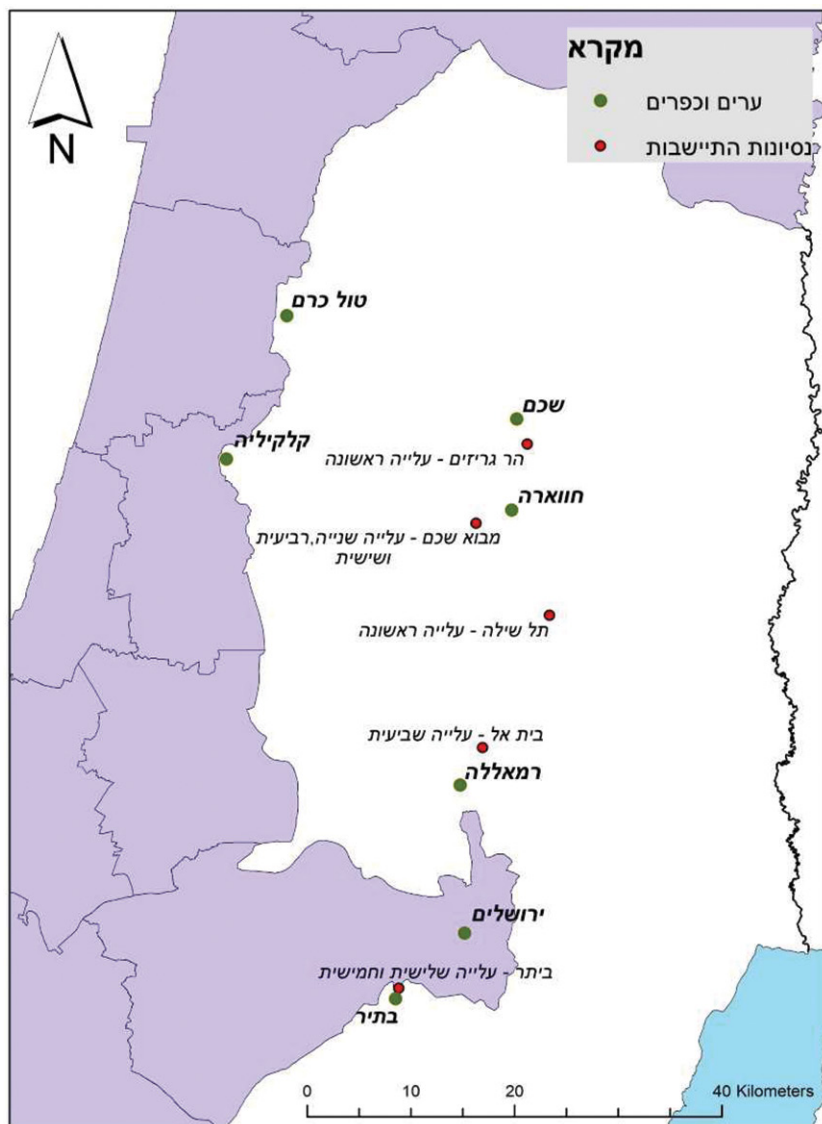 מקרא
ערים וכפרים
נסיונות התיישבות
N
טול כרם
שכם
הר גריזים - עלייה ראשונה
קלקיליה
חווארה
מבוא שכם - עלייה שנייה,רביעית
ושישית
תל שילה - עלייה ראשונה
בית אל - עלייה שביעית
רמאללה
ירושלים
ביתר - עלייה שלישית וחמישית
בתיר
0 20 40 Kilometers